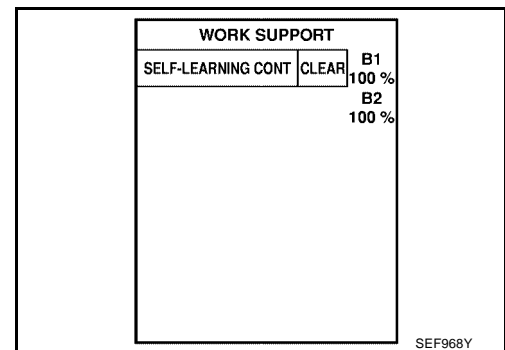 WORK SUPPORT
SELF-LEARNING CONT CLEAR B1
100 %
B2
100 %
SEF968Y